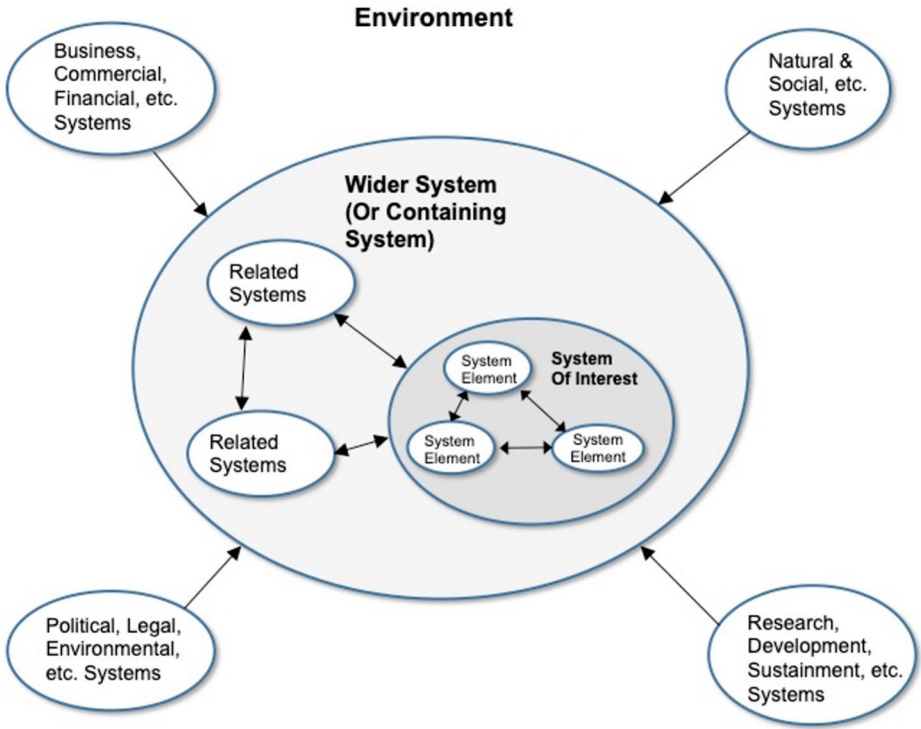 Environment
Business,
Commercial,
Financial, etc.
Systems
Natural &
Social, etc.
Systems
Wider System
(Or Containing
System)
Related
Systems
System
Element
System
Of Interest
Related
Systems
System
Element
System
Element
Political, Legal,
Environmental,
etc. Systems
Research,
Development,
Sustainment, etc.
Systems